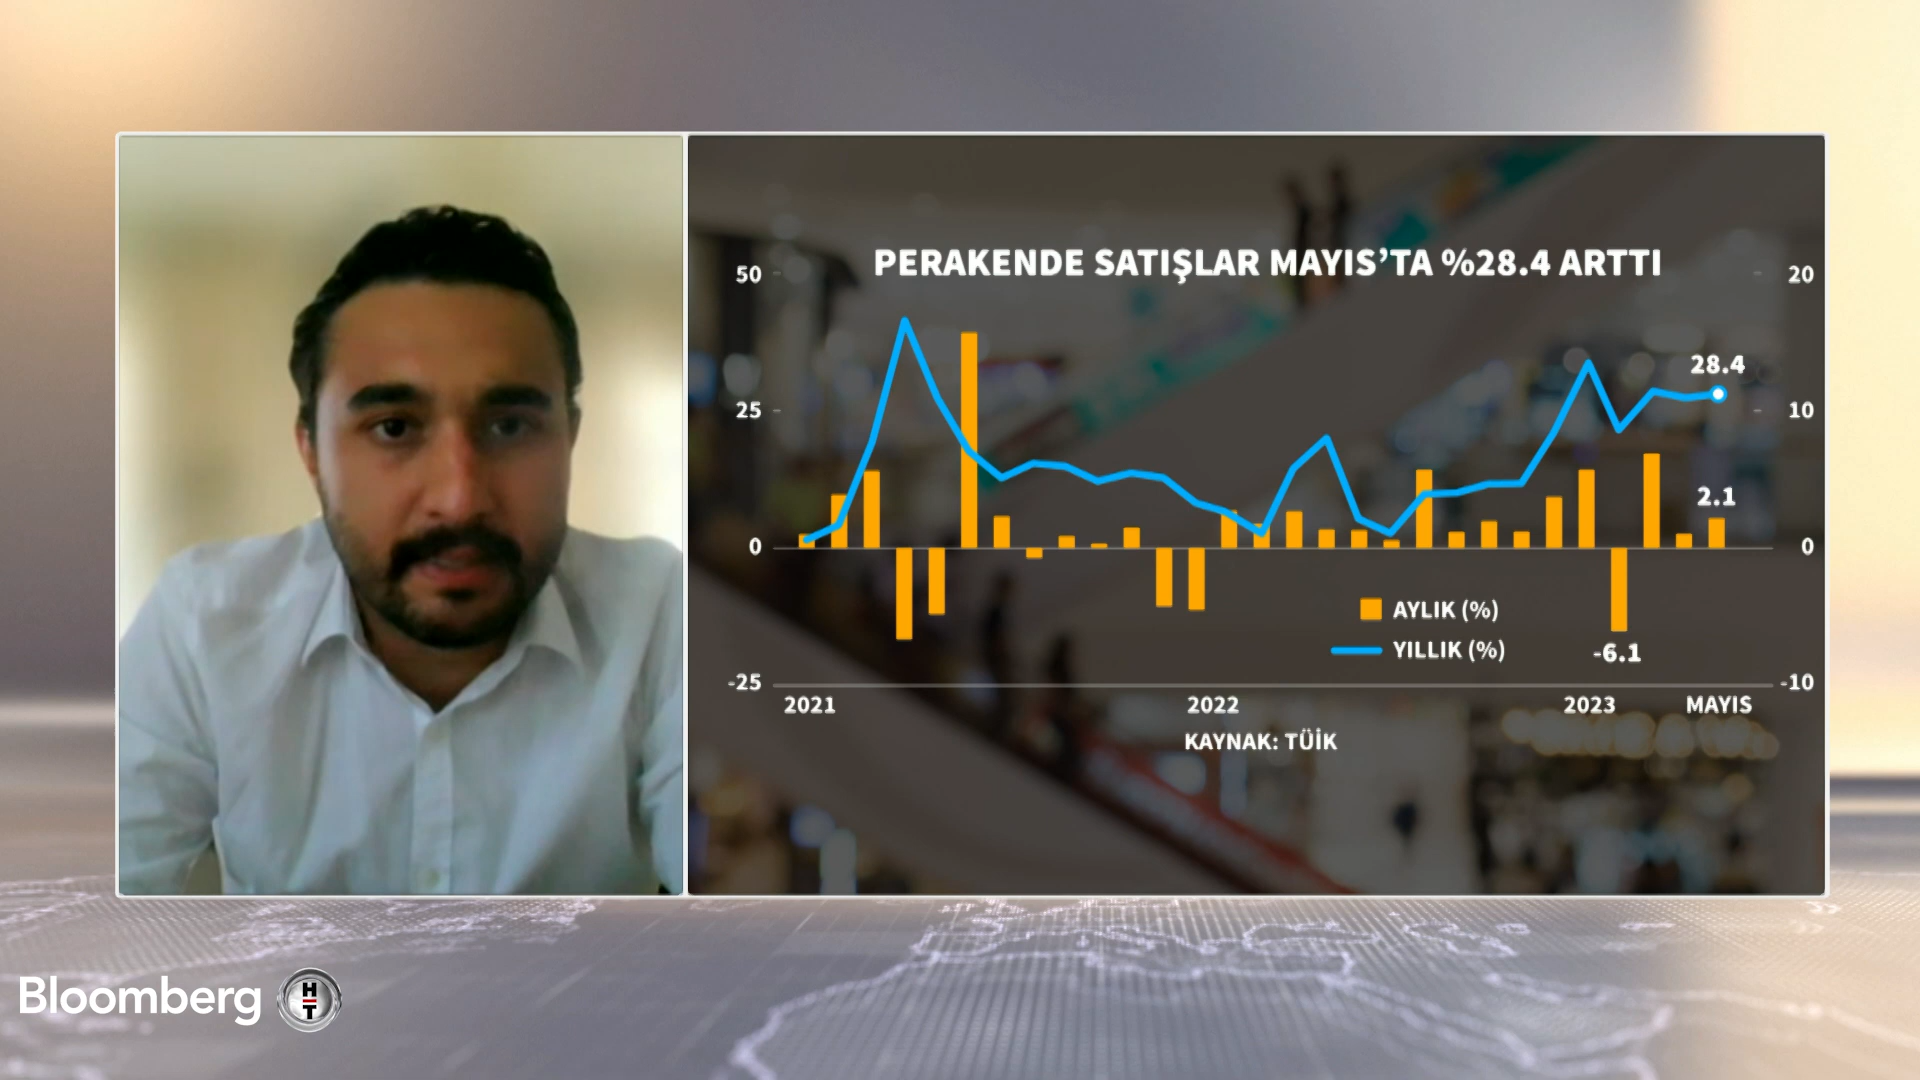 PERAKENDE SATIŞLAR MAYIS’TA %28.4 ARTTI
50
20
28.4
25
10
2.1
0
0
AYLIK (%)
YILLIK (%)
-6.1
-25
-10
2021
2022
2023
MAYIS
KAYNAK: TÜİK
Bloomberg HT